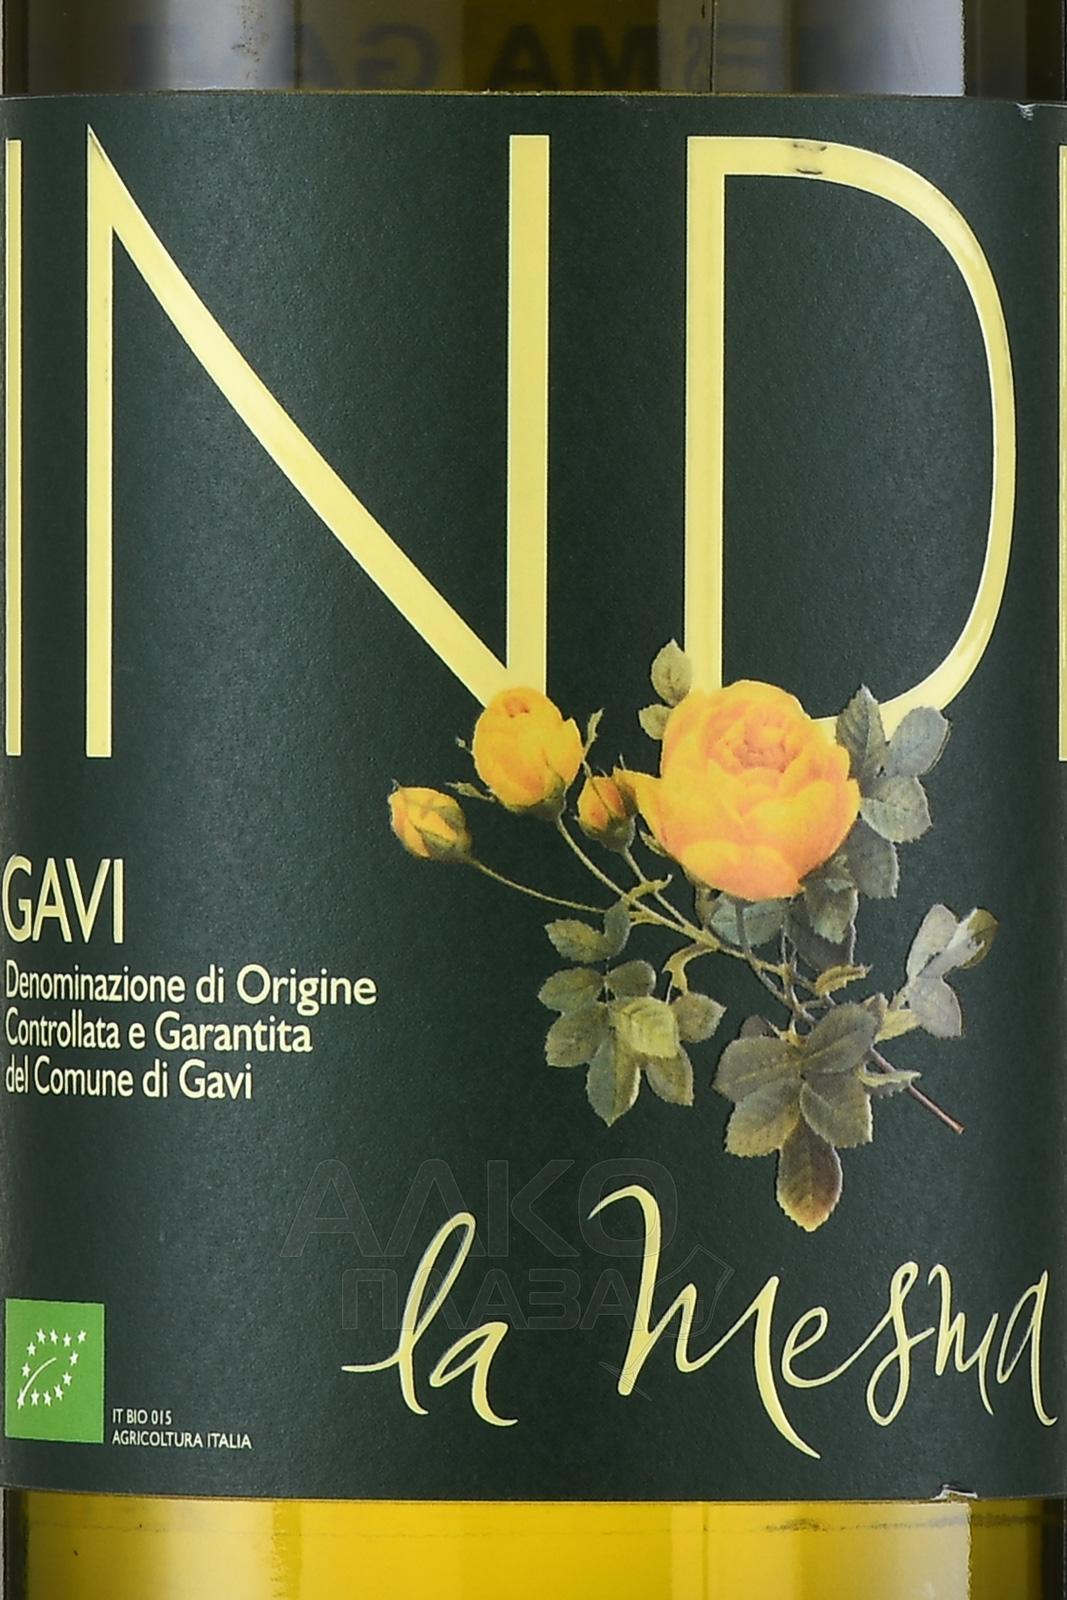 IND
GAVI
Denominazione di Origine
Controllata e Garantita
del Comune di Gavi
АЛКО
ПЛАЗА
la Mesma
IT BIO 015
AGRICOLTURA ITALIA